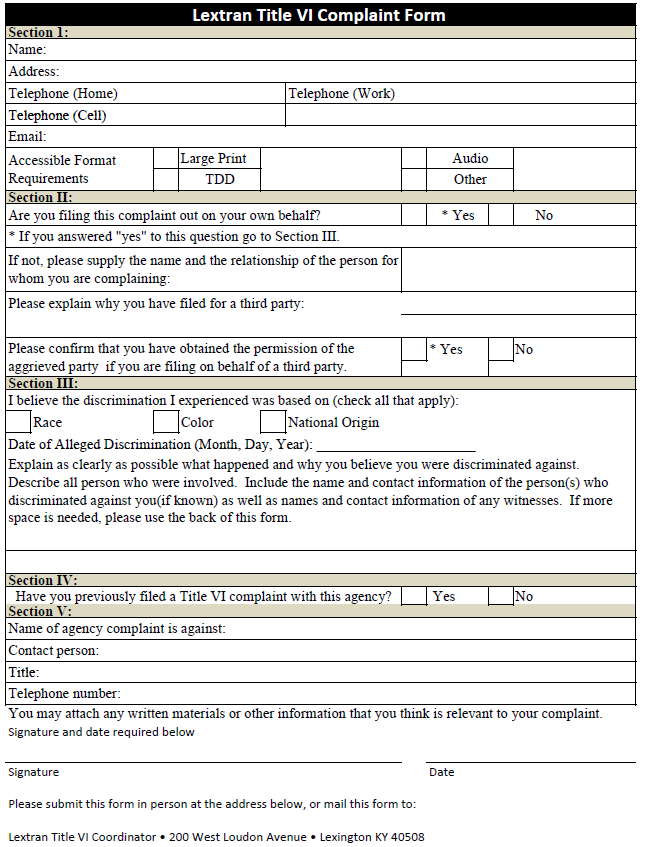 Lextran Title VI Complaint Form
Section 1:
Name:
Address:
Telephone (Home) Telephone (Work)
Telephone (Cell)
Email:
Accessible Format Large Print Audio
Requirements TDD Other
Section II:
Are you filing this complaint out on your own behalf? * Yes No
* If you answered "yes" to this question go to Section III.
If not, please supply the name and the relationship of the person for
whom you are complaining:
Please explain why you have filed for a third party:
Please confirm that you have obtained the permission of the * Yes No
aggrieved party if you are filing on behalf of a third party.
Section III:
I believe the discrimination I experienced was based on (check all that apply):
Race Color National Origin
Date of Alleged Discrimination (Month, Day, Year): ______________________
Explain as clearly as possible what happened and why you believe you were discriminated against.
Describe all person who were involved. Include the name and contact information of the person(s) who
discriminated against you(if known) as well as names and contact information of any witnesses. If more
space is needed, please use the back of this form.
Section IV:
Have you previously filed a Title VI complaint with this agency? Yes No
Section V:
Name of agency complaint is against:
Contact person:
Title:
Telephone number:
You may attach any written materials or other information that you think is relevant to your complaint.
Signature and date required below
Signature Date
Please submit this form in person at the address below, or mail this form to:
Lextran Title VI Coordinator • 200 West Loudon Avenue • Lexington KY 40508